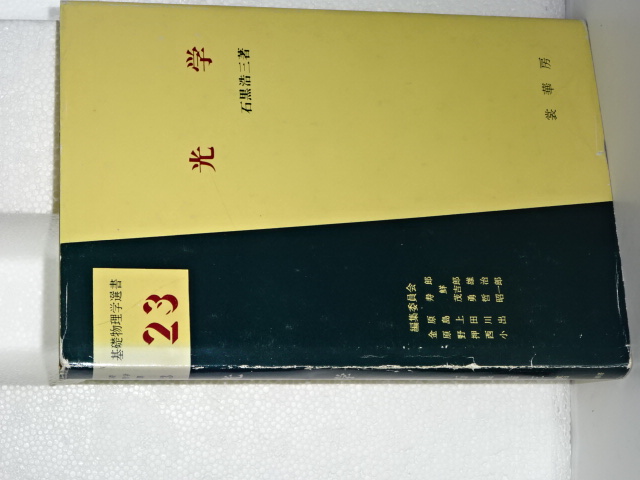 光学
石黒浩三著
裳華房
基礎物理学選書
23
編集委員会
金原寿郎
原島鮮
野上茂吉郎
押田勇雄
西川哲治
小出昭一郎